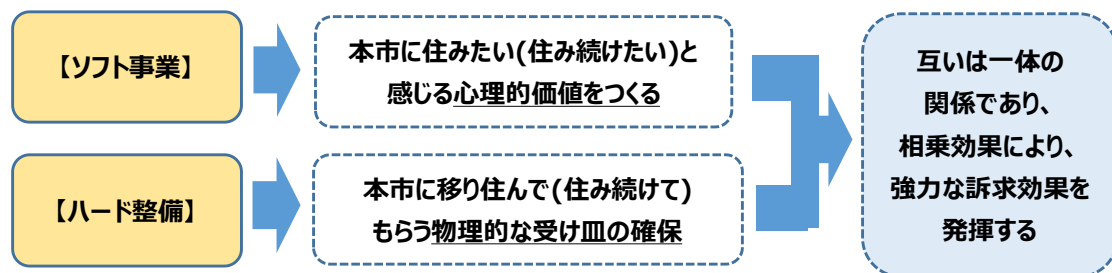 【ソフト事業】
本市に住みたい(住み続けたい)と
感じる心理的価値をつくる
【ハード整備】
本市に移り住んで(住み続けて)
もらう物理的な受け皿の確保
互いは一体の
関係であり、
相乗効果により、
強力な訴求効果を
発揮する